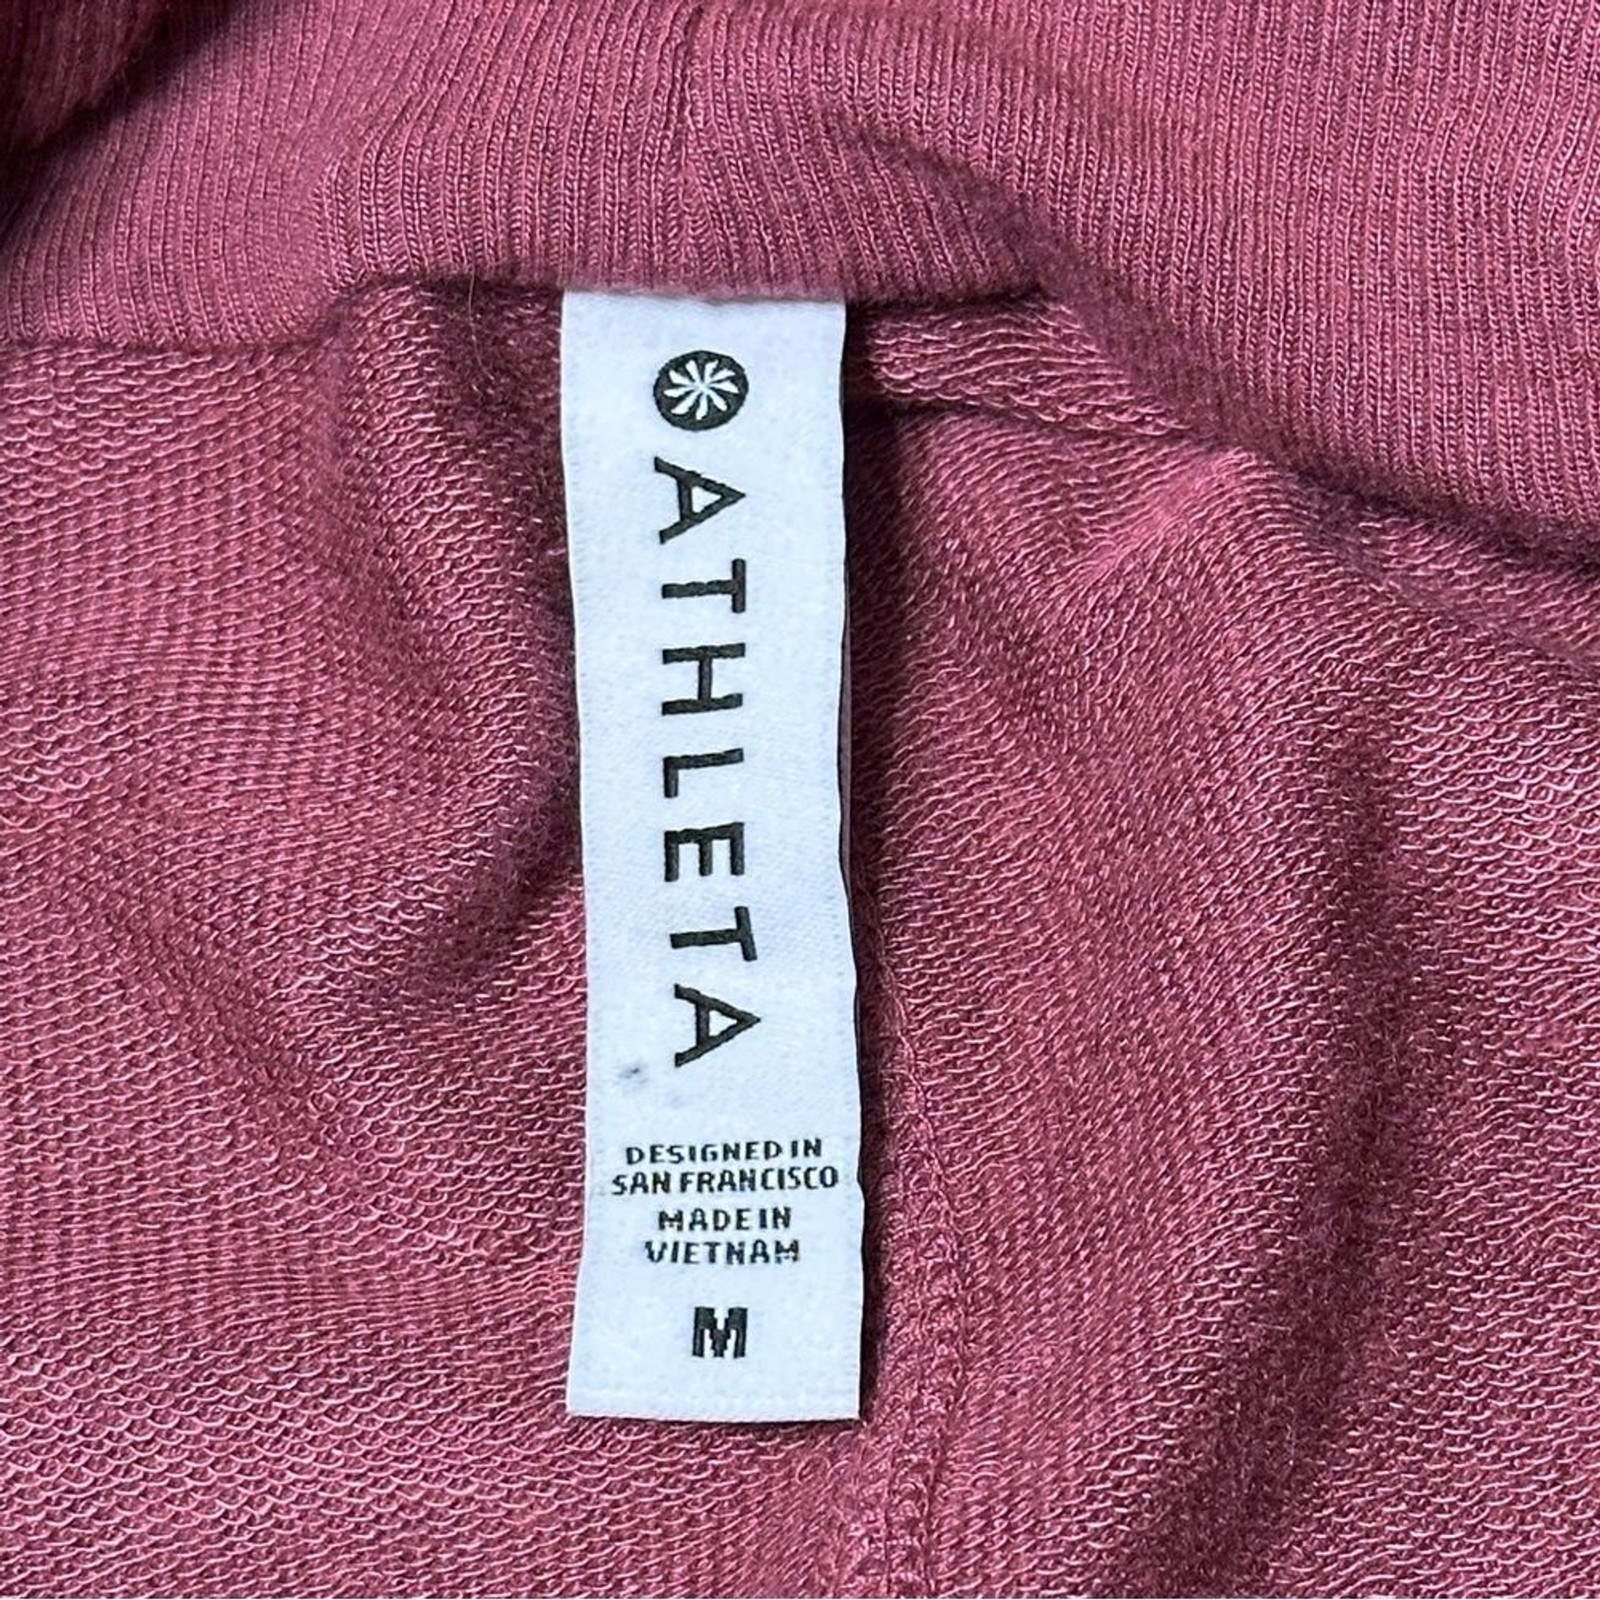 ATHLETA
DESIGNED IN
SAN FRANCISCO
MADE IN
VIETNAM
M